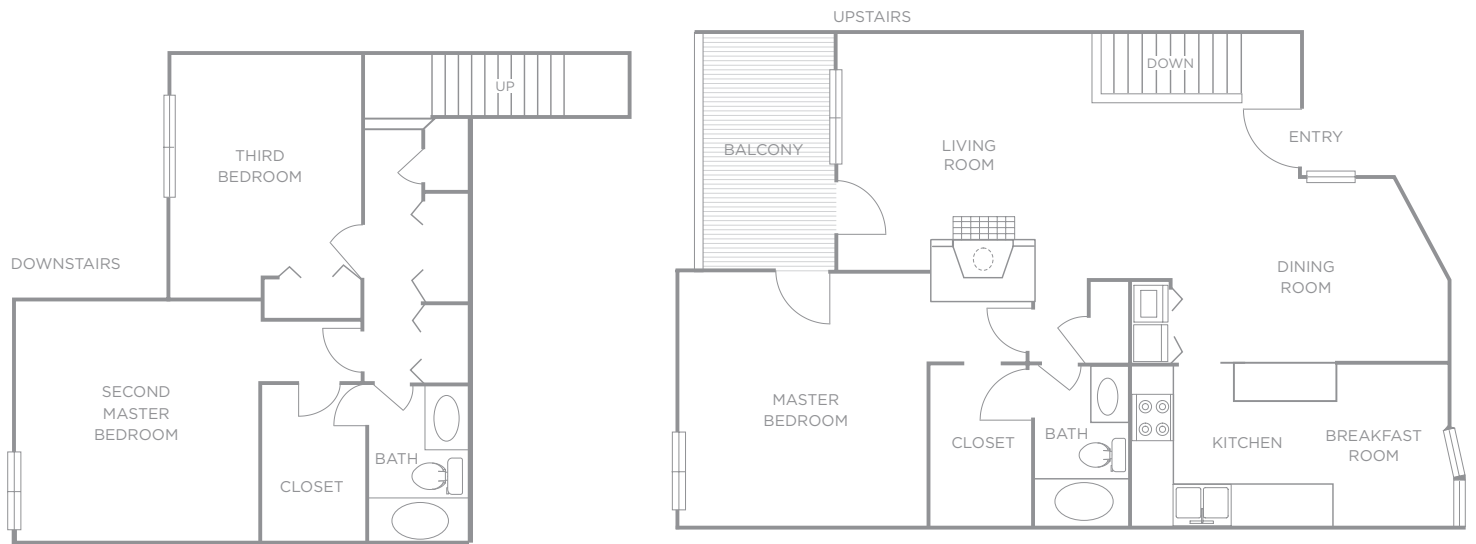 UPSTAIRS
UP
DOWN
THIRD
BEDROOM
BALCONY
LIVING
ROOM
ENTRY
DOWNSTAIRS
DINING
ROOM
SECOND
MASTER
BEDROOM
MASTER
BEDROOM
BATH
CLOSET
CLOSET
BATH
KITCHEN
BREAKFAST
ROOM